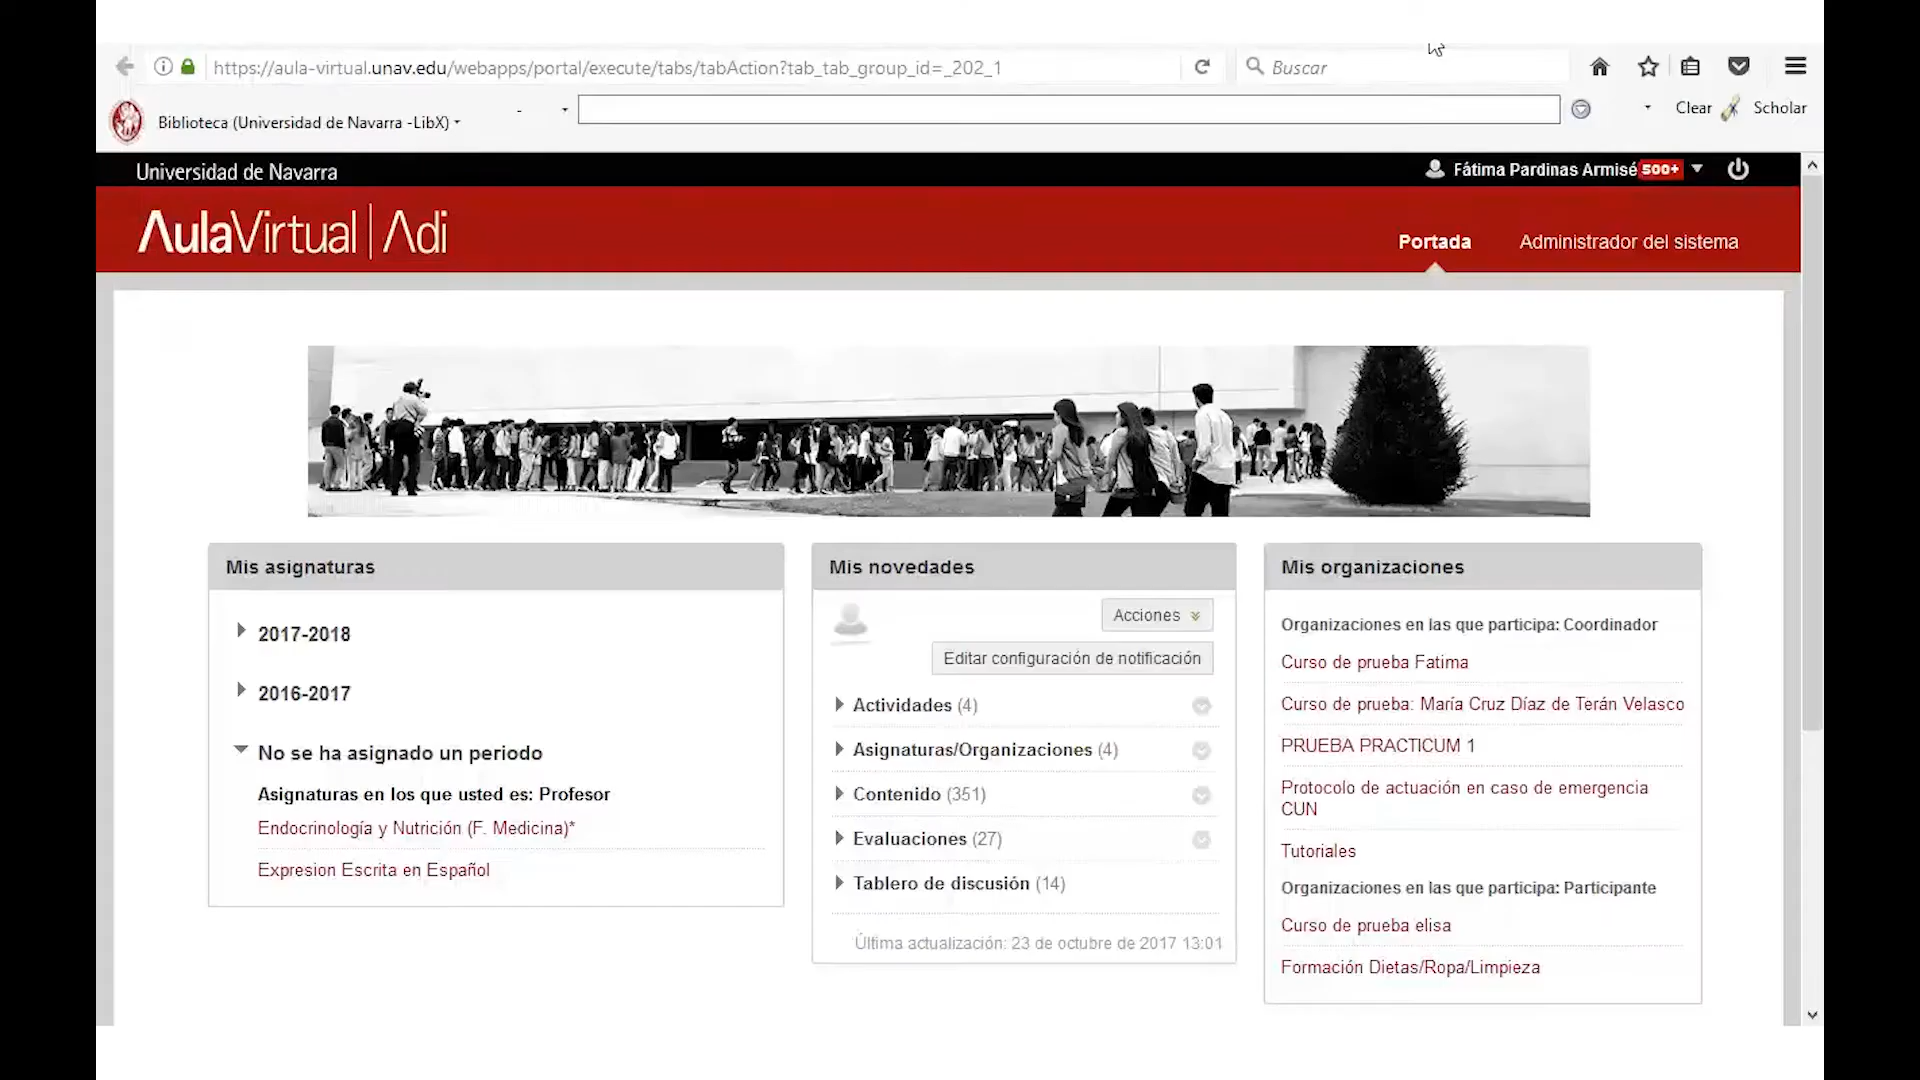 https://aula-virtual.unav.edu/webapps/portal/execute/tabs/tabAction?tab_tab_group_id=_202_1
Buscar
Biblioteca (Universidad de Navarra -LibX)
Clear
Scholar
Universidad de Navarra
Fátima Pardinas Armisé 500+
AulaVirtual | Adi
Portada
Administrador del sistema
Mis asignaturas
2017-2018
2016-2017
No se ha asignado un periodo
Asignaturas en los que usted es: Profesor
Endocrinología y Nutrición (F. Medicina)*
Expresion Escrita en Español
Mis novedades
Acciones
Editar configuración de notificación
Actividades (4)
Asignaturas/Organizaciones (4)
Contenido (351)
Evaluaciones (27)
Tablero de discusión (14)
Última actualización: 23 de octubre de 2017 13:01
Mis organizaciones
Organizaciones en las que participa: Coordinador
Curso de prueba Fatima
Curso de prueba: María Cruz Díaz de Terán Velasco
PRUEBA PRACTICUM 1
Protocolo de actuación en caso de emergencia
CUN
Tutoriales
Organizaciones en las que participa: Participante
Curso de prueba elisa
Formación Dietas/Ropa/Limpieza